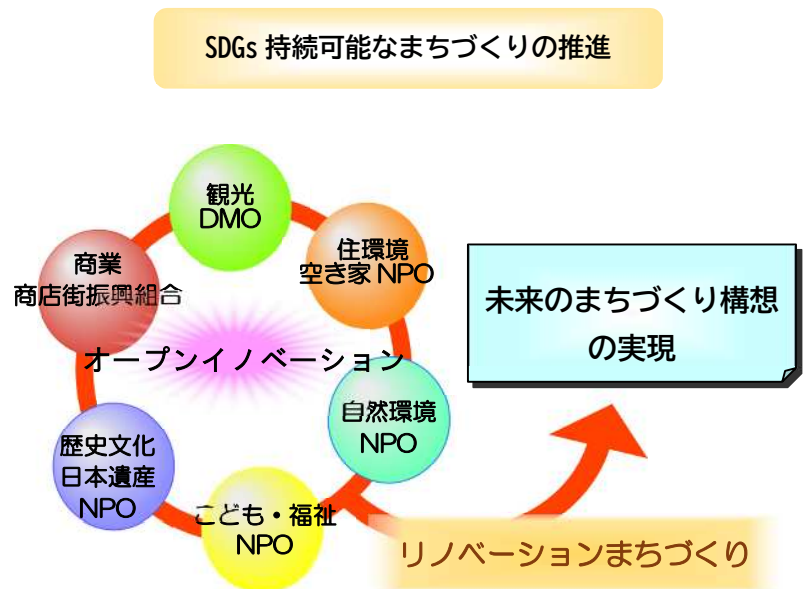 SDGs 持続可能なまちづくりの推進
観光
DMO
住環境
空き家 NPO
商業
商店街振興組合
未来のまちづくり構想
の実現
オープンイノベーション
自然環境
NPO
歴史文化
日本遺産
NPO
こども・福祉
NPO
リノベーションまちづくり